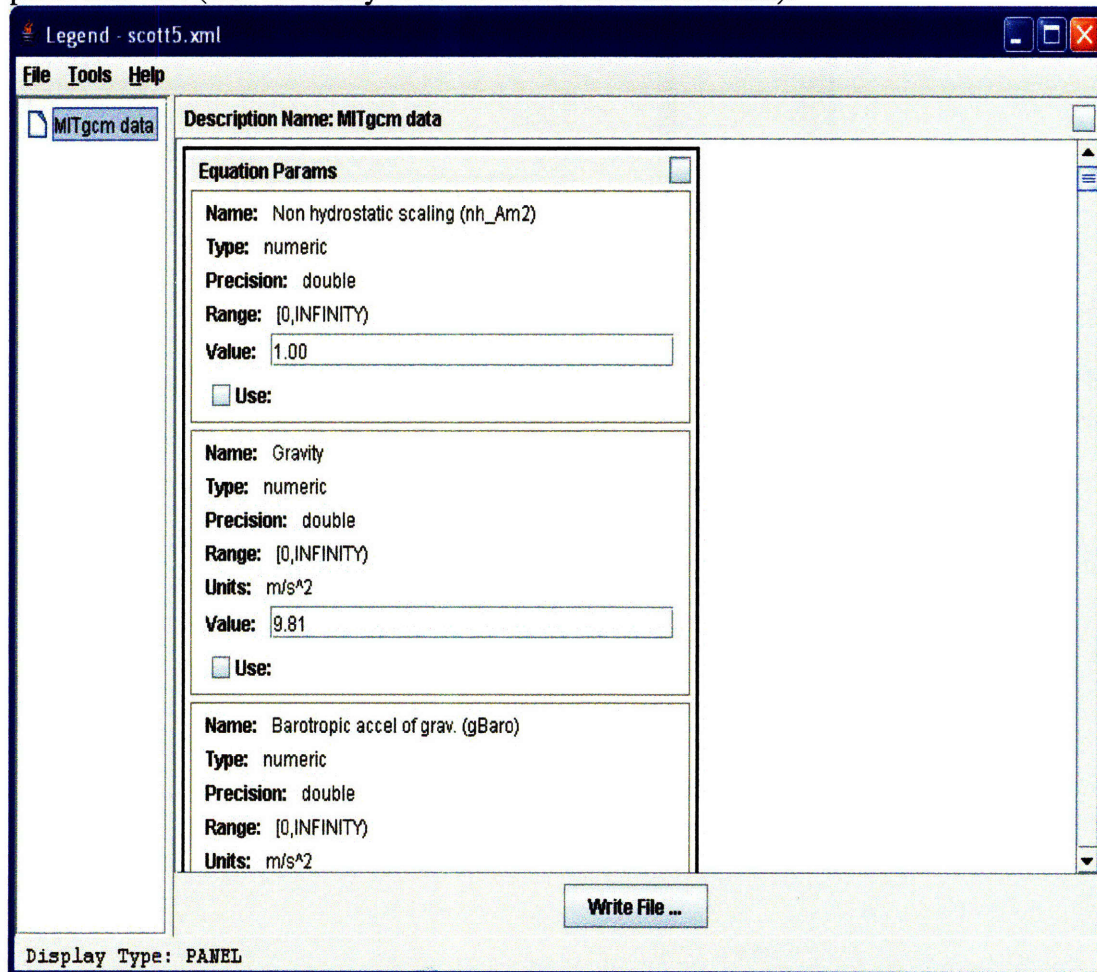 Legend - scott5.xml
File Tools Help
MITgcm data
Description Name: MITgcm data
Equation Params
Name: Non hydrostatic scaling (nh_Am2)
Type: numeric
Precision: double
Range: [0,INFINITY)
Value: 1.00
Use:
Name: Gravity
Type: numeric
Precision: double
Range: [0,INFINITY)
Units: m/s^2
Value: 9.81
Use:
Name: Barotropic accel of grav. (gBaro)
Type: numeric
Precision: double
Range: [0,INFINITY)
Units: m/s^2
Write File ...
Display Type: PANEL